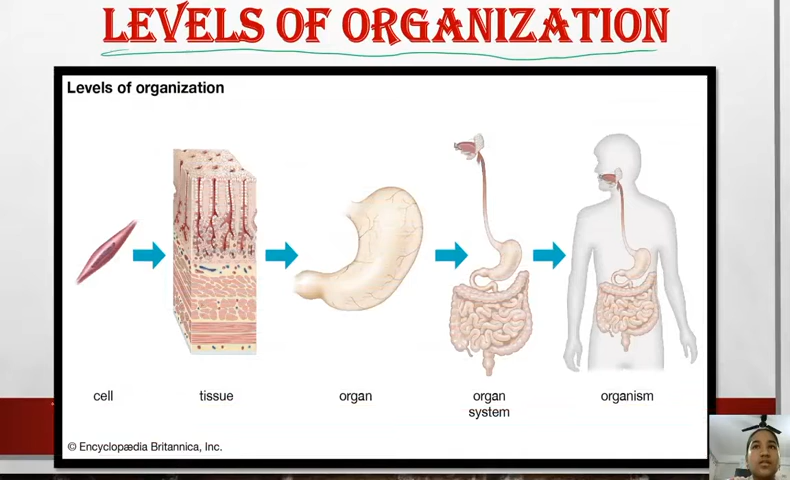 LEVELS OF ORGANIZATION
Levels of organization
cell
tissue
organ
organ
system
organism
© Encyclopædia Britannica, Inc.